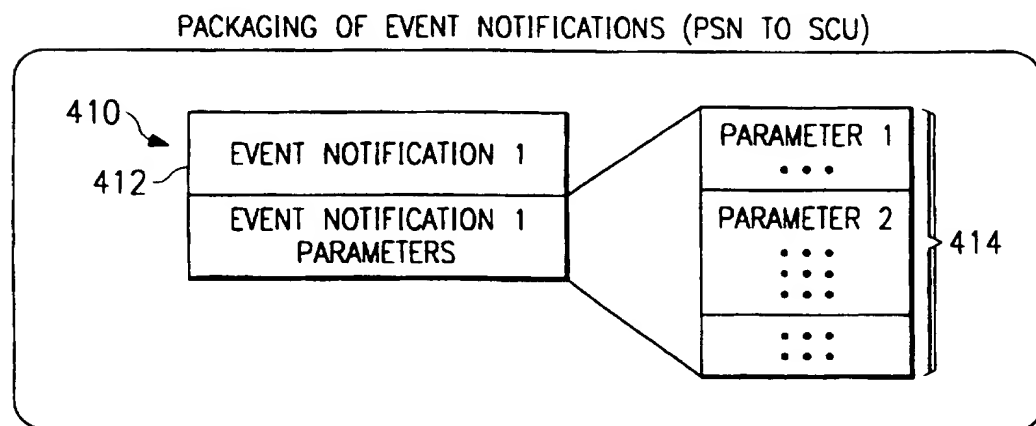 PACKAGING OF EVENT NOTIFICATIONS (PSN TO SCU)
410
412
EVENT NOTIFICATION 1
EVENT NOTIFICATION 1
PARAMETERS
PARAMETER 1
PARAMETER 2
414